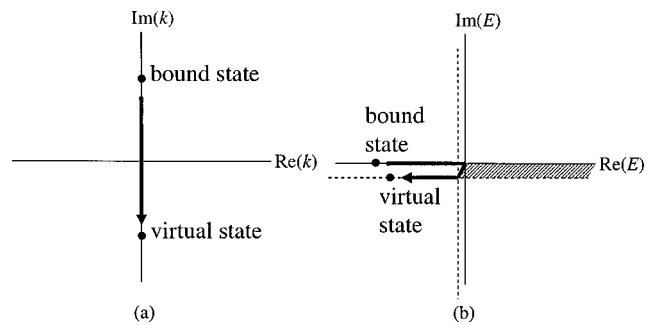 Im(k)
bound state
Re(k)
virtual state
(a)
Im(E)
bound
state
Re(E)
virtual
state
(b)